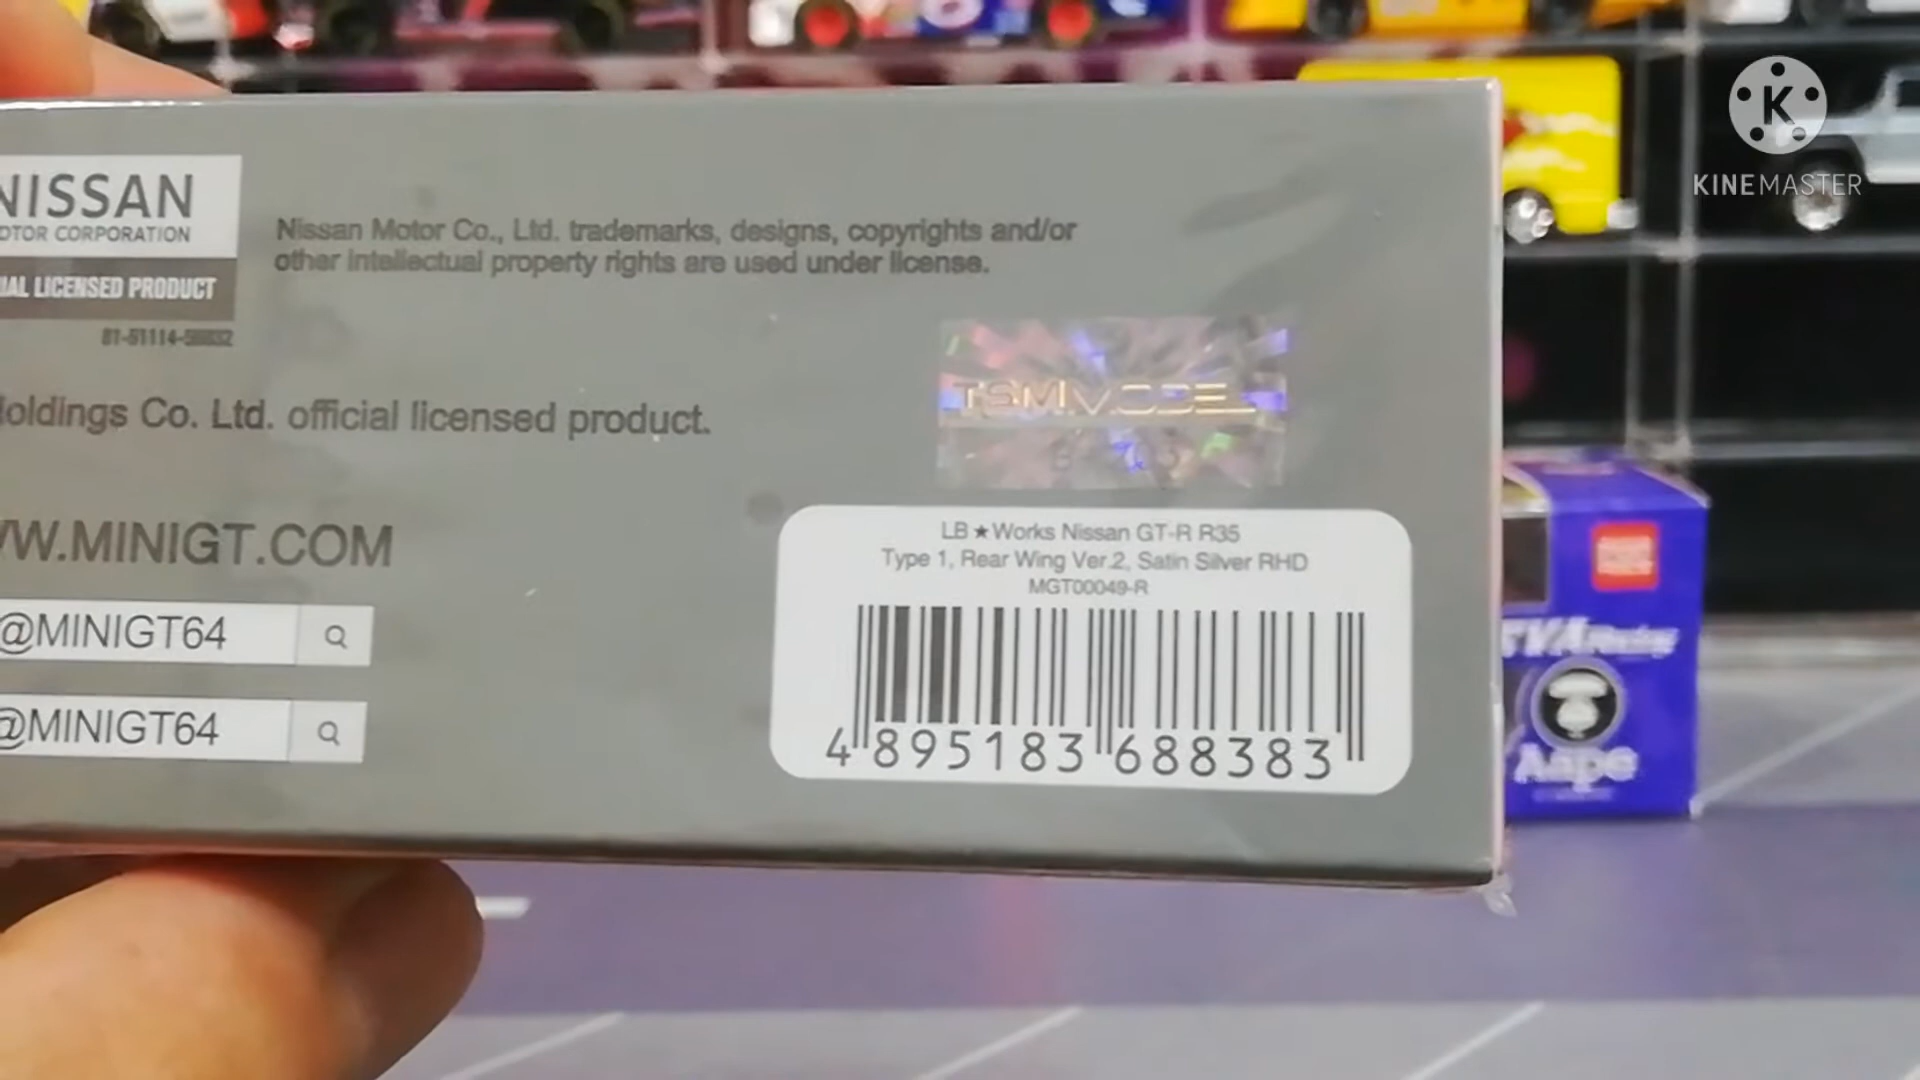 NISSAN
OTOR CORPORATION
IAL LICENSED PRODUCT
Nissan Motor Co., Ltd. trademarks, designs, copyrights and/or
other intellectual property rights are used under license.
oldings Co. Ltd. official licensed product.
W.MINIGT.COM
@MINIGT64
@MINIGT64
TSM MODEL
LB★Works Nissan GT-R R35
Type 1, Rear Wing Ver.2, Satin Silver RHD
MGT00049-R
4 895183 688383
K
KINEMASTER
Aape